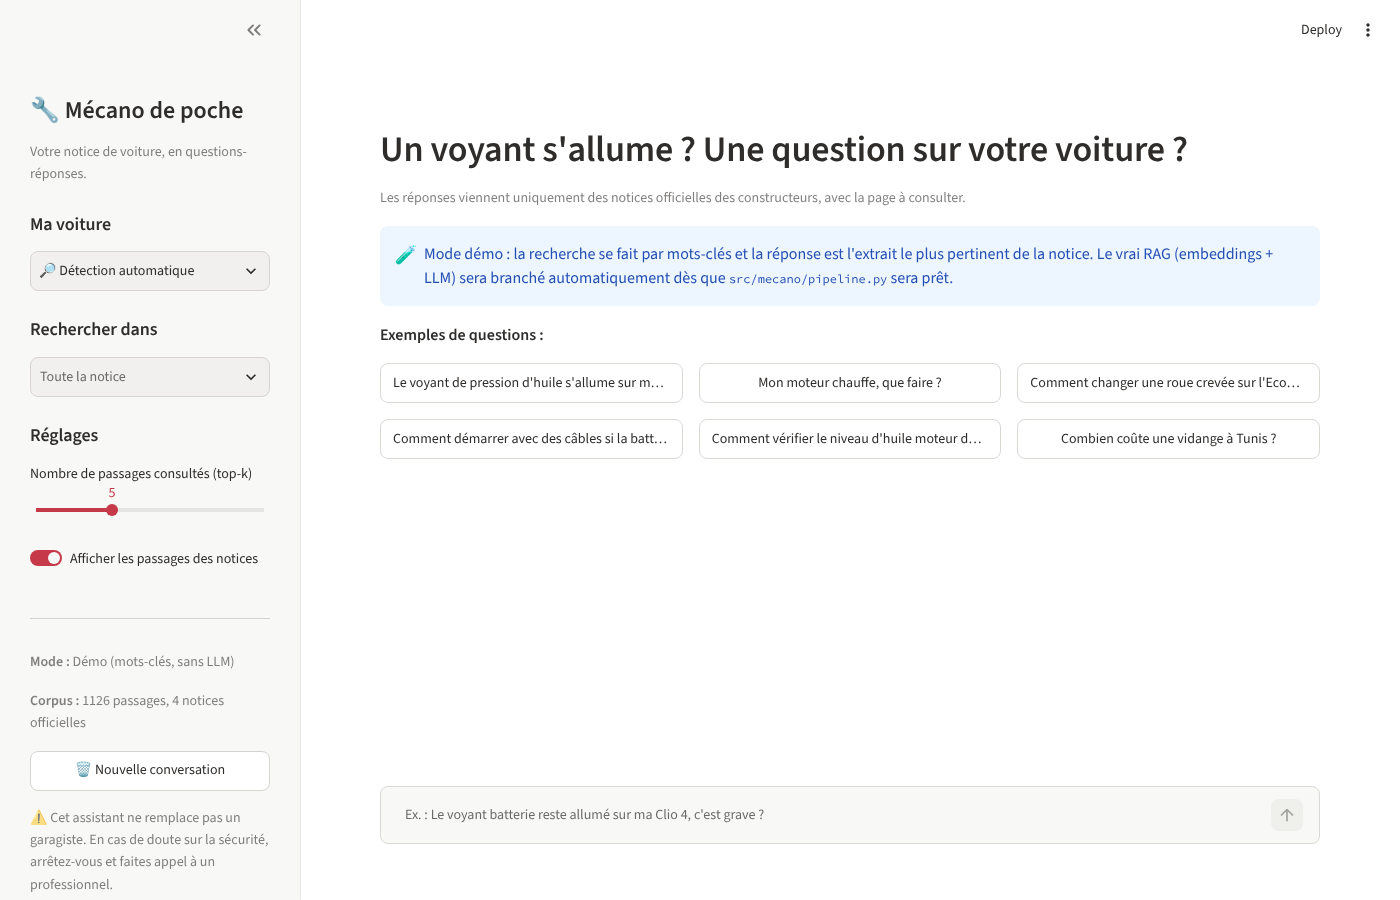 Deploy
🔧 Mécano de poche
Votre notice de voiture, en questions-
réponses.
Ma voiture
🔎 Détection automatique
Rechercher dans
Toute la notice
Réglages
Nombre de passages consultés (top-k)
5
Afficher les passages des notices
Mode : Démo (mots-clés, sans LLM)
Corpus : 1126 passages, 4 notices
officielles
🗑️ Nouvelle conversation
⚠️ Cet assistant ne remplace pas un
garagiste. En cas de doute sur la sécurité,
arrêtez-vous et faites appel à un
professionnel.
Un voyant s'allume ? Une question sur votre voiture ?
Les réponses viennent uniquement des notices officielles des constructeurs, avec la page à consulter.
🧪 Mode démo : la recherche se fait par mots-clés et la réponse est l'extrait le plus pertinent de la notice. Le vrai RAG (embeddings +
LLM) sera branché automatiquement dès que src/mecano/pipeline.py sera prêt.
Exemples de questions :
Le voyant de pression d'huile s'allume sur m…
Mon moteur chauffe, que faire ?
Comment changer une roue crevée sur l'Eco…
Comment démarrer avec des câbles si la batt…
Comment vérifier le niveau d'huile moteur d…
Combien coûte une vidange à Tunis ?
Ex. : Le voyant batterie reste allumé sur ma Clio 4, c'est grave ?